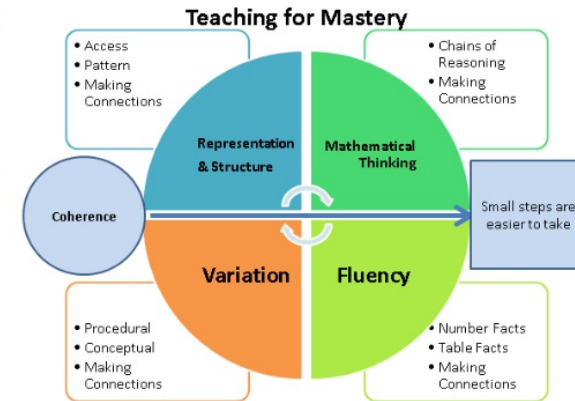 Teaching for Mastery
• Access
• Pattern
• Making
Connections
• Chains of
Reasoning
• Making
Connections
Representation
& Structure
Mathematical
Thinking
Coherence
Small steps are
easier to take
Variation
Fluency
• Procedural
• Conceptual
• Making
Connections
• Number Facts
• Table Facts
• Making
Connections